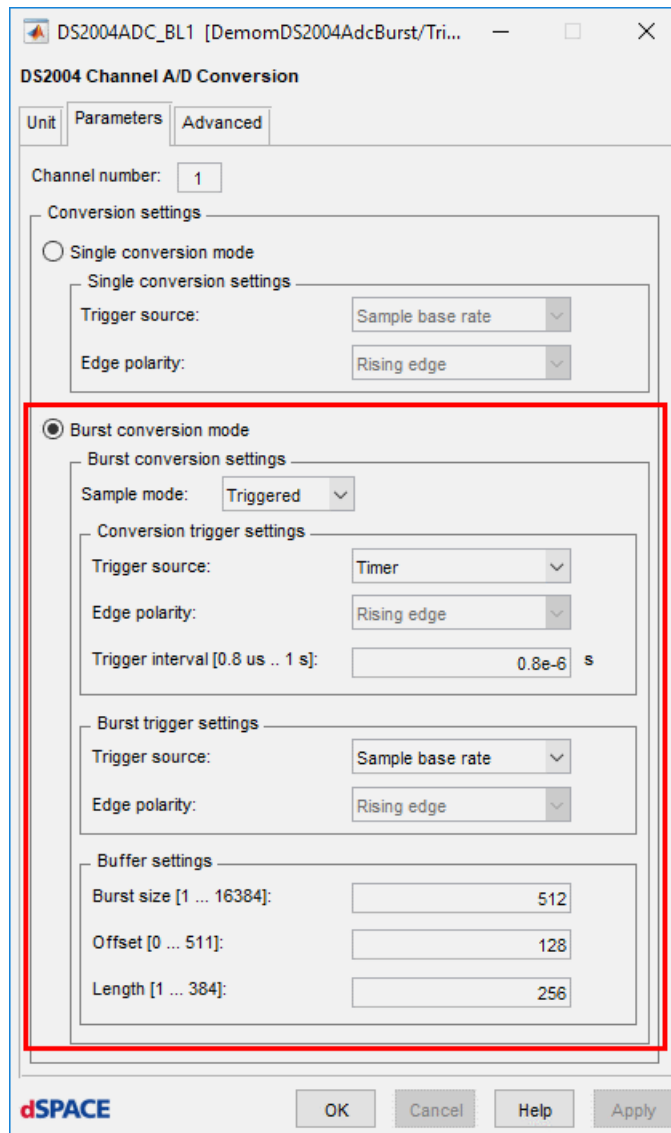 DS2004ADC_BL1 [DemomDS2004AdcBurst/Tri...
DS2004 Channel A/D Conversion
Unit Parameters Advanced
Channel number: 1
Conversion settings
Single conversion mode
Single conversion settings
Trigger source: Sample base rate
Edge polarity: Rising edge
Burst conversion mode
Burst conversion settings
Sample mode: Triggered
Conversion trigger settings
Trigger source: Timer
Edge polarity: Rising edge
Trigger interval [0.8 us .. 1 s]: 0.8e-6 s
Burst trigger settings
Trigger source: Sample base rate
Edge polarity: Rising edge
Buffer settings
Burst size [1 ... 16384]: 512
Offset [0 ... 511]: 128
Length [1 ... 384]: 256
dSPACE OK Cancel Help Apply